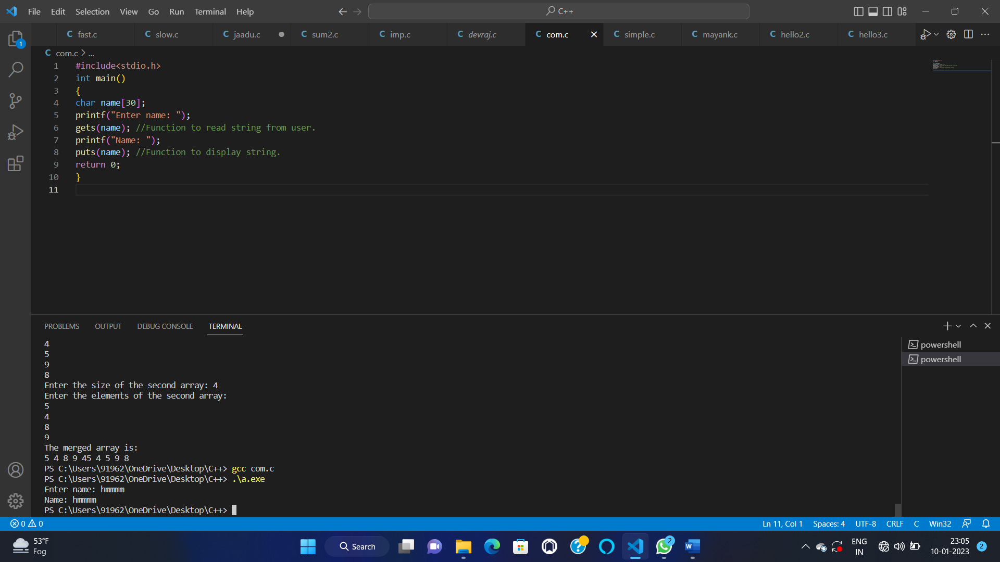 File Edit Selection View Go Run Terminal Help
C++
C fast.c C slow.c C jaadu.c C sum2.c C imp.c C devraj.c C com.c C simple.c C mayank.c C hello2.c C hello3.c
1
C com.c > ...
1 #include<stdio.h>
2 int main()
3 {
4 char name[30];
5 printf("Enter name: ");
6 gets(name); //Function to read string from user.
7 printf("Name: ");
8 puts(name); //Function to display string.
9 return 0;
10 }
11
PROBLEMS OUTPUT DEBUG CONSOLE TERMINAL
powershell
powershell
4
5
9
8
Enter the size of the second array: 4
Enter the elements of the second array:
5
4
8
9
The merged array is:
5 4 8 9 45 4 5 9 8
PS C:\Users\91962\OneDrive\Desktop\C++> gcc com.c
PS C:\Users\91962\OneDrive\Desktop\C++> .\a.exe
Enter name: hmmmm
Name: hmmmm
PS C:\Users\91962\OneDrive\Desktop\C++>
0 0 Ln 11, Col 1 Spaces: 4 UTF-8 CRLF C Win32
53°F
Fog
Search
2
ENG
IN
23:05
10-01-2023
2